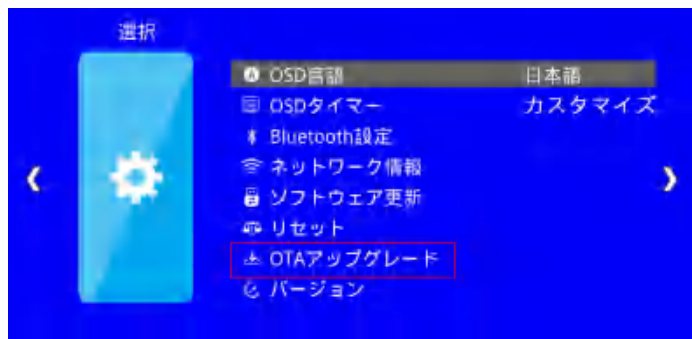 選択
OSD言語 日本語
OSDタイマー カスタマイズ
Bluetooth設定
ネットワーク情報
ソフトウェア更新
リセット
OTAアップグレード
バージョン